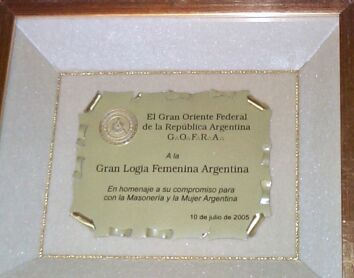 El Gran Oriente Federal
de la República Argentina
G∴O∴F∴R∴A∴
A la
Gran Logia Femenina Argentina
En homenaje a su compromiso para
con la Masonería y la Mujer Argentina
10 de julio de 2005